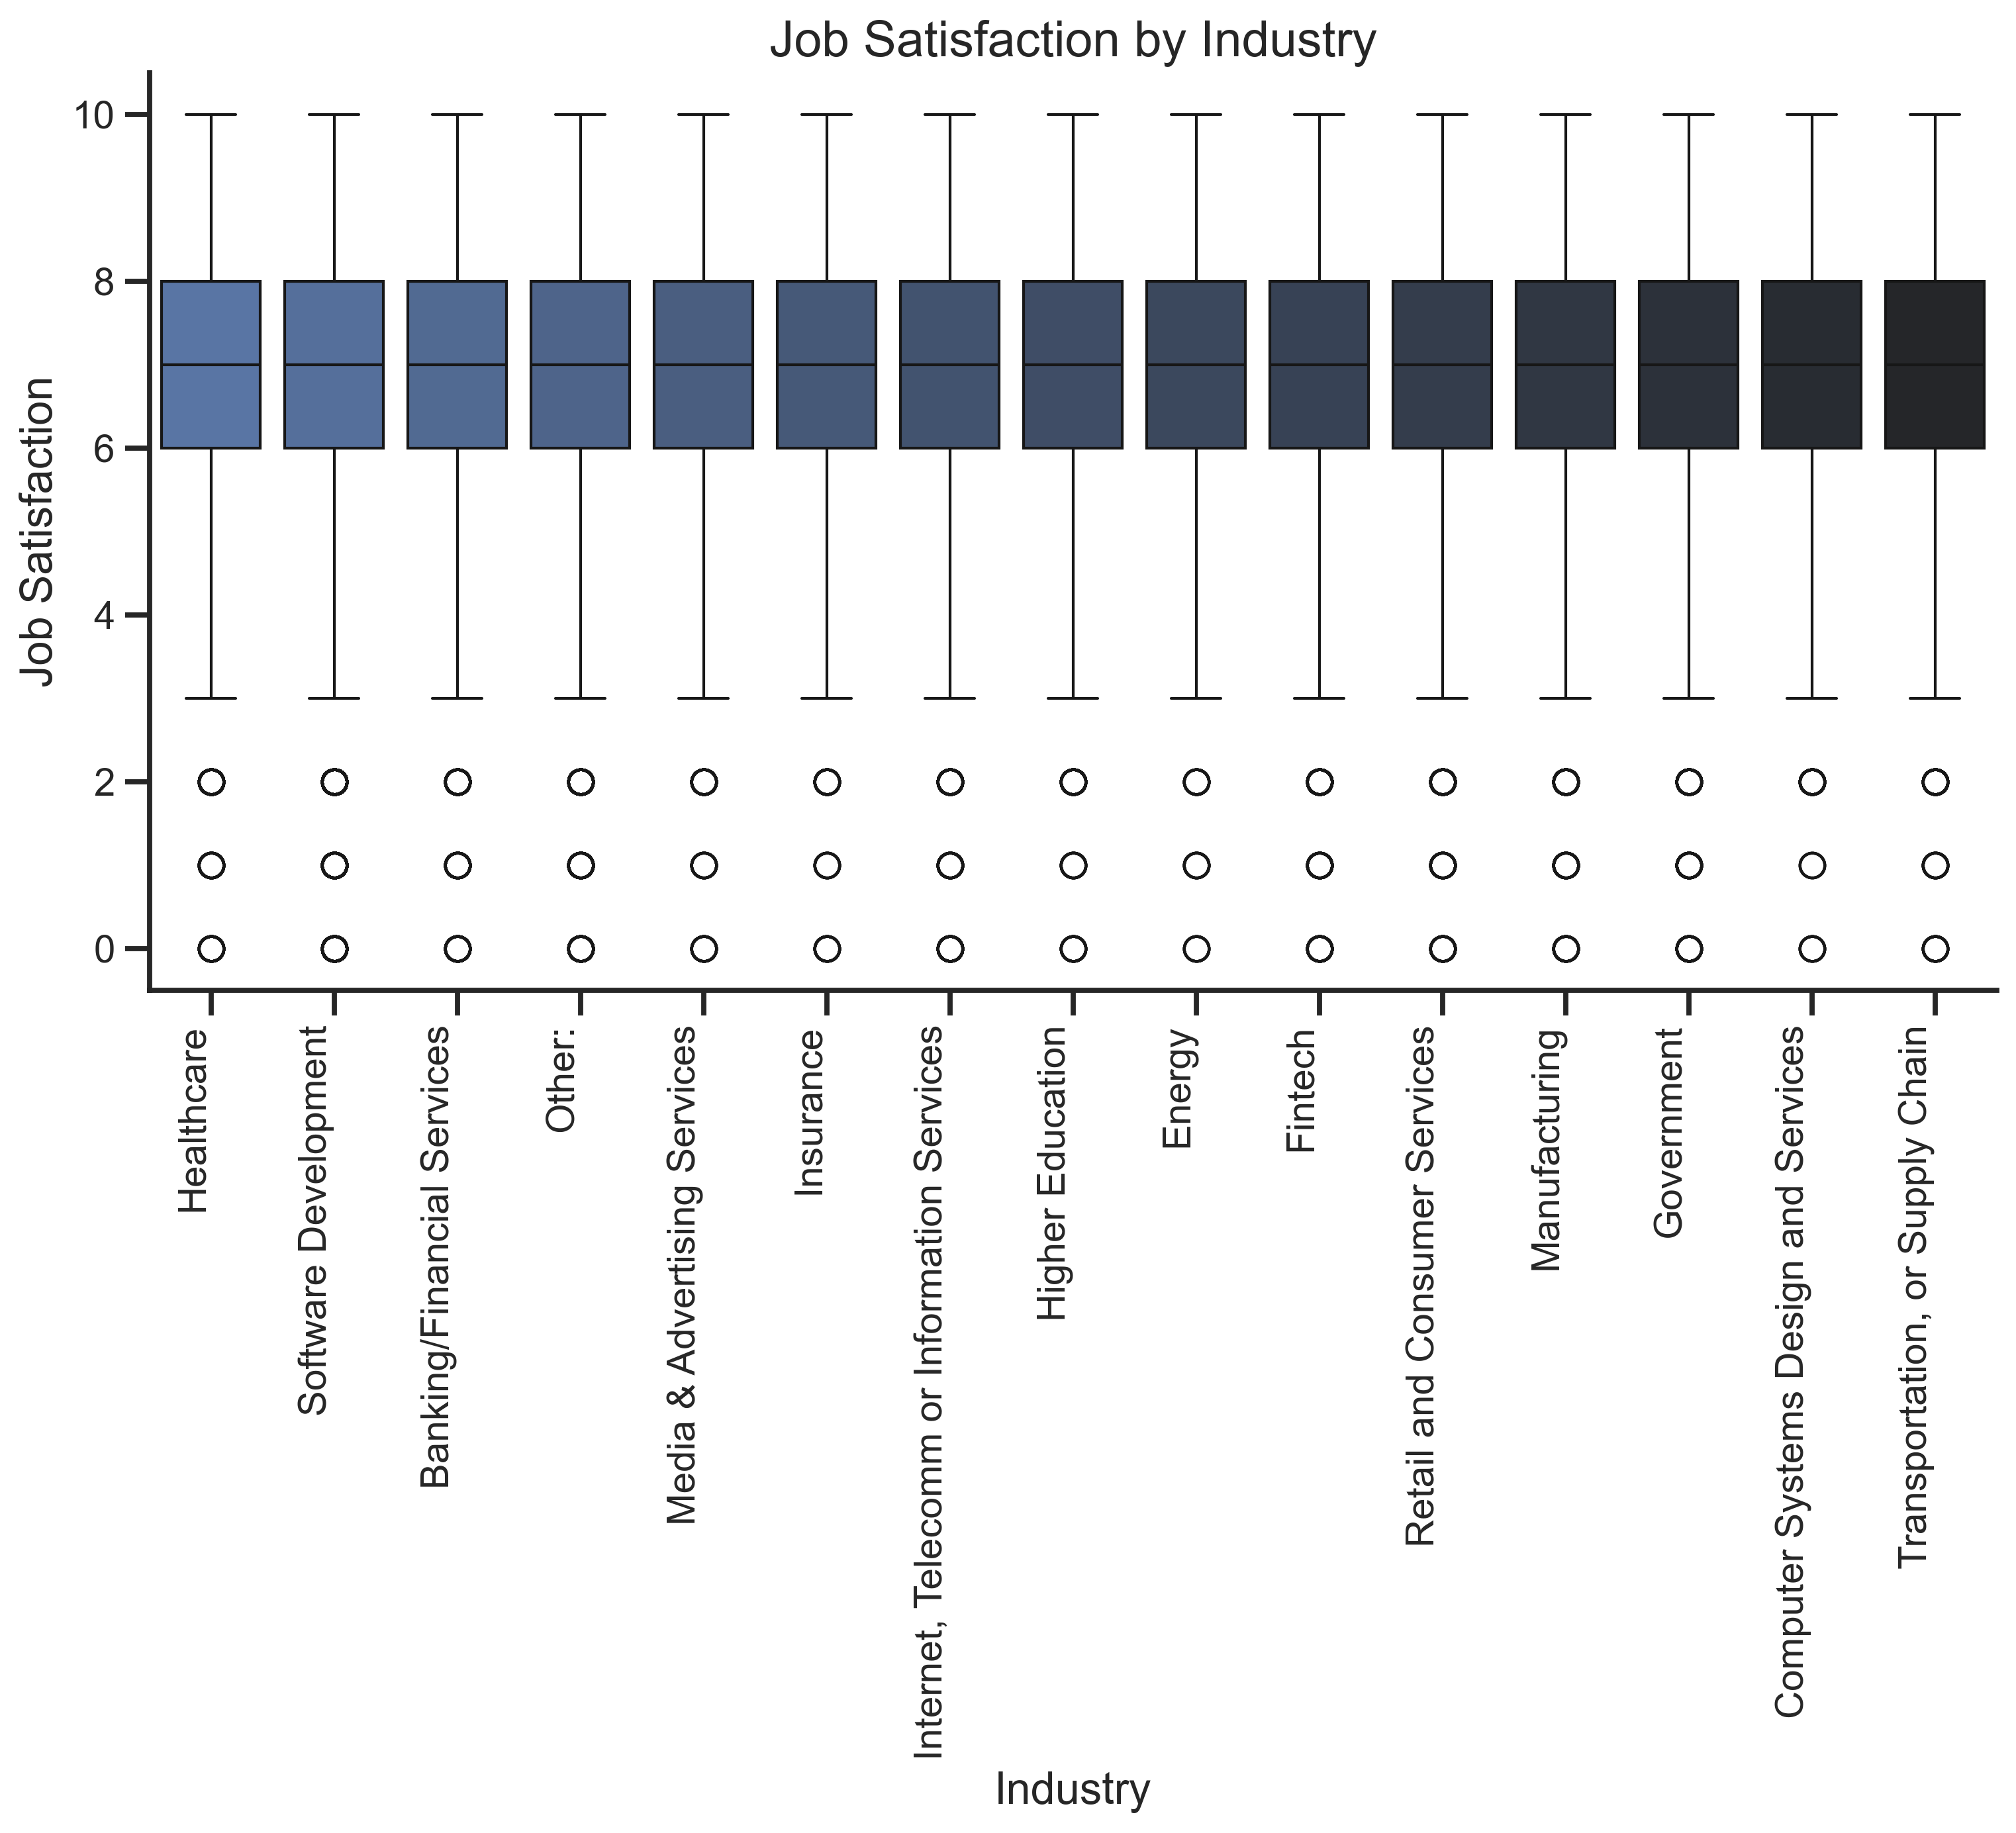 Job Satisfaction by Industry
Job Satisfaction
10
8
6
4
2
0
Healthcare
Software Development
Banking/Financial Services
Other:
Media & Advertising Services
Insurance
Internet, Telecomm or Information Services
Higher Education
Energy
Fintech
Retail and Consumer Services
Manufacturing
Government
Computer Systems Design and Services
Transportation, or Supply Chain
Industry